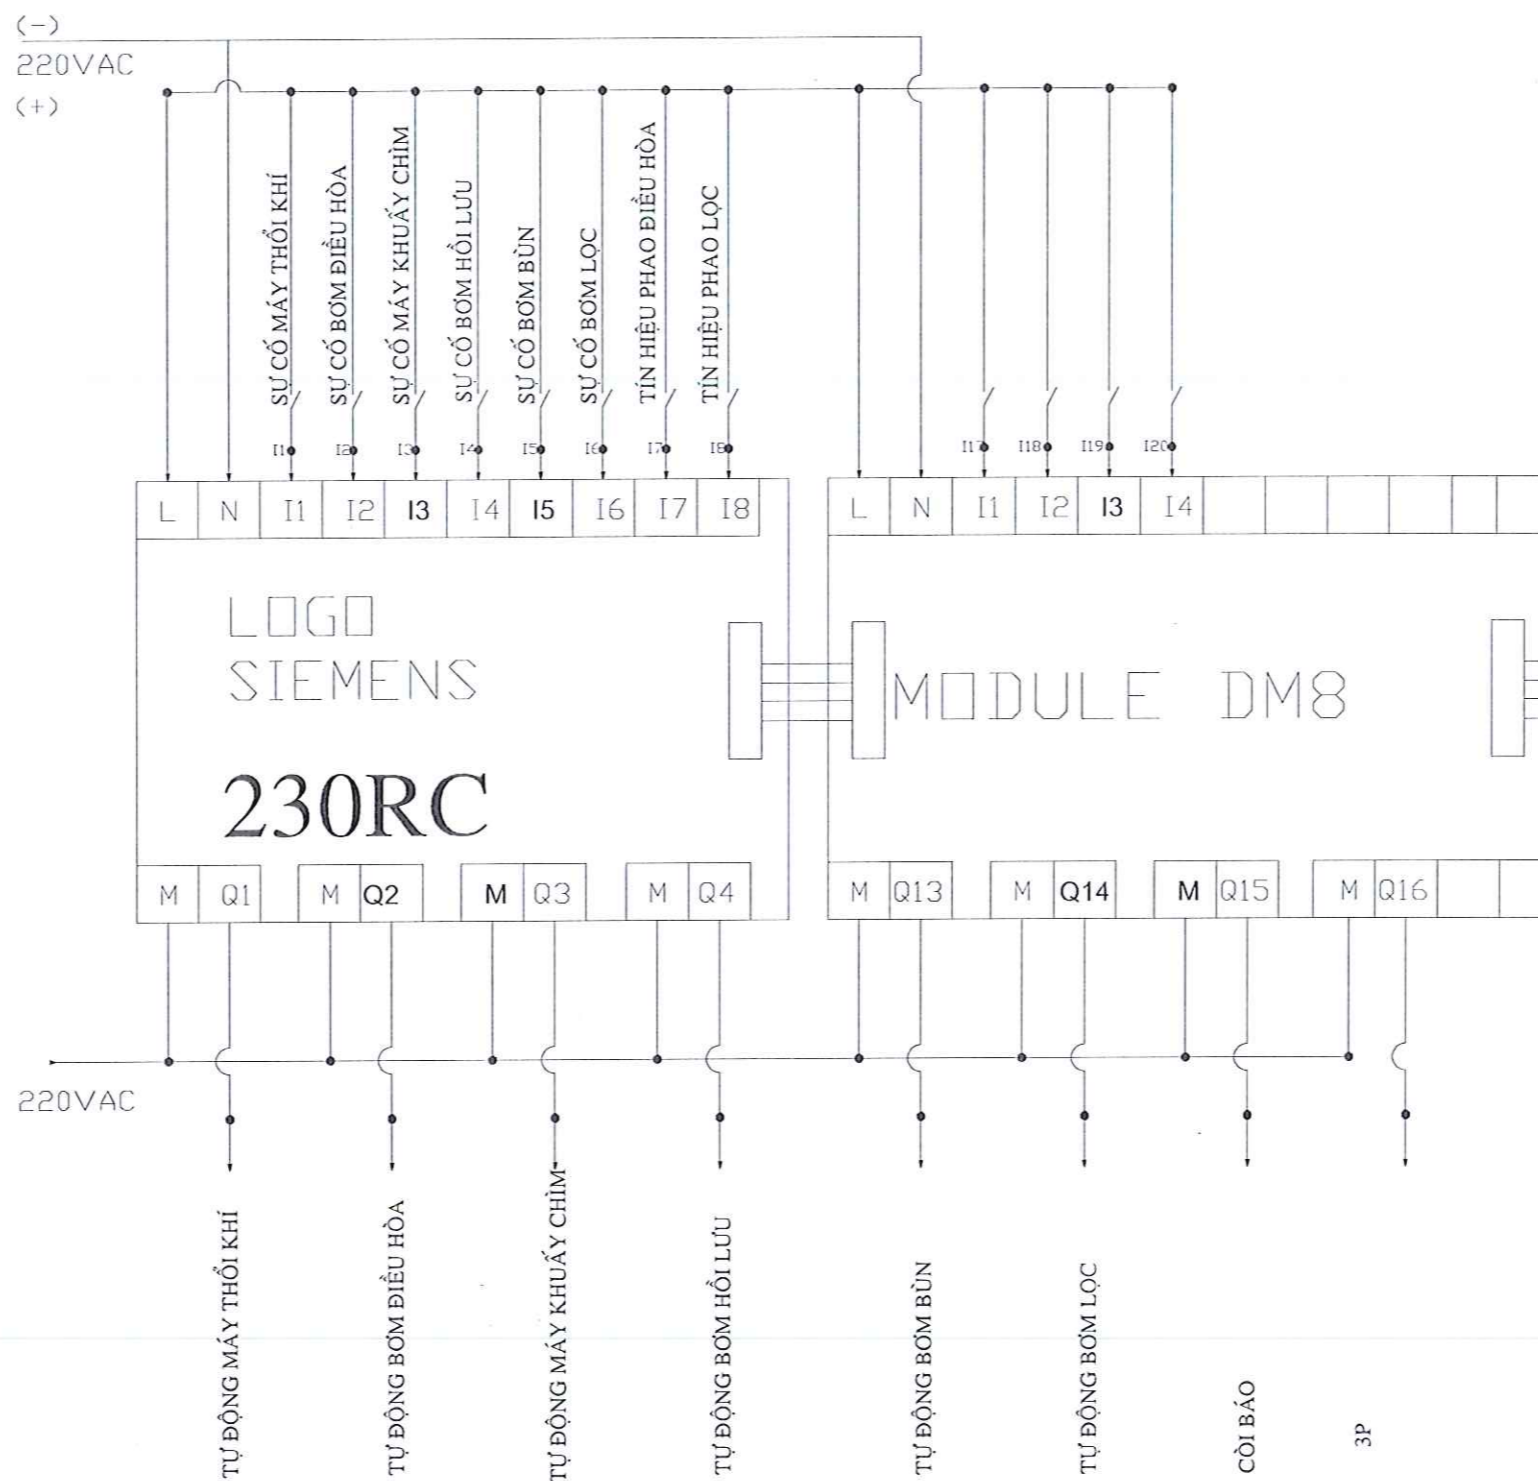 (-)
220VAC
(+)
SỰ CỐ MÁY THỔI KHÍ
SỰ CỐ BƠM ĐIỀU HÒA
SỰ CỐ MÁY KHUẤY CHÌM
SỰ CỐ BƠM HỒI LƯU
SỰ CỐ BƠM BÙN
SỰ CỐ BƠM LỌC
TÍN HIỆU PHAO ĐIỀU HÒA
TÍN HIỆU PHAO LỌC
I1 I2 I3 I4 I5 I6 I7 I8 I17 I18 I19 I20
L N I1 I2 I3 I4 I5 I6 I7 I8
L N I1 I2 I3 I4
LOGO
SIEMENS
230RC
MODULE DM8
M Q1 M Q2 M Q3 M Q4
M Q13 M Q14 M Q15 M Q16
220VAC
TỰ ĐỘNG MÁY THỔI KHÍ
TỰ ĐỘNG BƠM ĐIỀU HÒA
TỰ ĐỘNG MÁY KHUẤY CHÌM
TỰ ĐỘNG BƠM HỒI LƯU
TỰ ĐỘNG BƠM BÙN
TỰ ĐỘNG BƠM LỌC
CÒI BÁO
3P